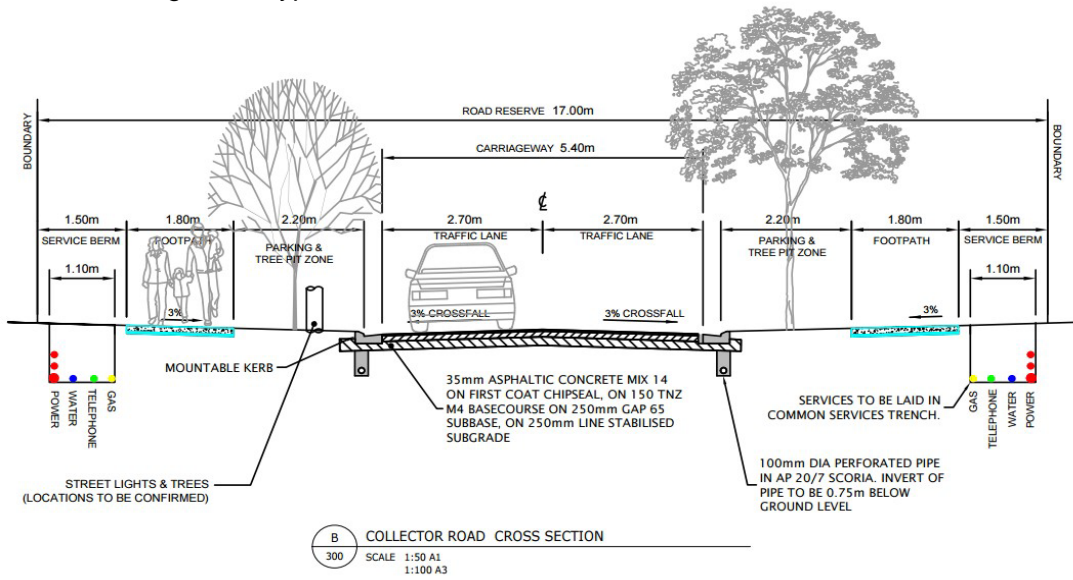 ROAD RESERVE 17.00m
CARRIAGEWAY 5.40m
BOUNDARY
BOUNDARY
℄
1.50m
SERVICE BERM
1.80m
FOOTPATH
2.20m
PARKING &
TREE PIT ZONE
2.70m
TRAFFIC LANE
2.70m
TRAFFIC LANE
2.20m
PARKING &
TREE PIT ZONE
1.80m
FOOTPATH
1.50m
SERVICE BERM
1.10m
1.10m
3%
3% CROSSFALL
3% CROSSFALL
3%
MOUNTABLE KERB
35mm ASPHALTIC CONCRETE MIX 14
ON FIRST COAT CHIPSEAL, ON 150 TNZ
M4 BASECOURSE ON 250mm GAP 65
SUBBASE, ON 250mm LINE STABILISED
SUBGRADE
SERVICES TO BE LAID IN
COMMON SERVICES TRENCH.
POWER
WATER
TELEPHONE
GAS
GAS
TELEPHONE
WATER
POWER
STREET LIGHTS & TREES
(LOCATIONS TO BE CONFIRMED)
100mm DIA PERFORATED PIPE
IN AP 20/7 SCORIA. INVERT OF
PIPE TO BE 0.75m BELOW
GROUND LEVEL
B
300
COLLECTOR ROAD CROSS SECTION
SCALE 1:50 A1
1:100 A3